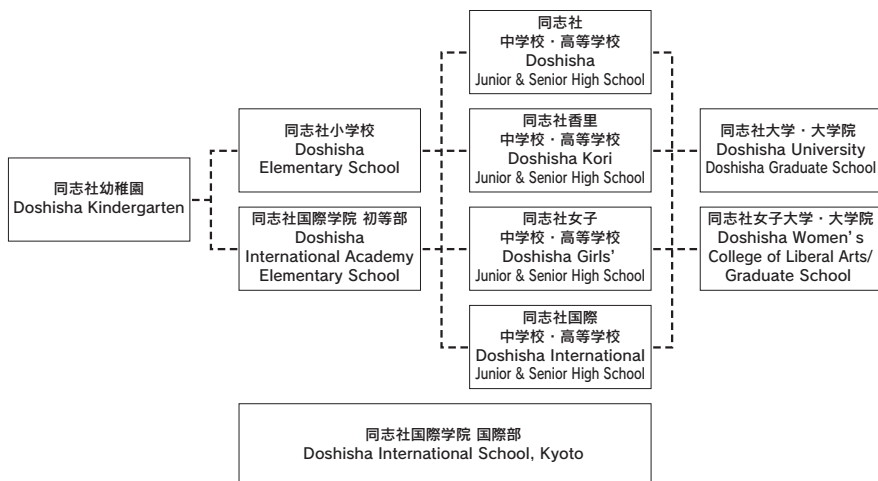 同志社幼稚園
Doshisha Kindergarten
同志社小学校
Doshisha
Elementary School
同志社国際学院 初等部
Doshisha
International Academy
Elementary School
同志社
中学校・高等学校
Doshisha
Junior & Senior High School
同志社香里
中学校・高等学校
Doshisha Kori
Junior & Senior High School
同志社女子
中学校・高等学校
Doshisha Girls’
Junior & Senior High School
同志社国際
中学校・高等学校
Doshisha International
Junior & Senior High School
同志社大学・大学院
Doshisha University
Doshisha Graduate School
同志社女子大学・大学院
Doshisha Women’s
College of Liberal Arts/
Graduate School
同志社国際学院 国際部
Doshisha International School, Kyoto